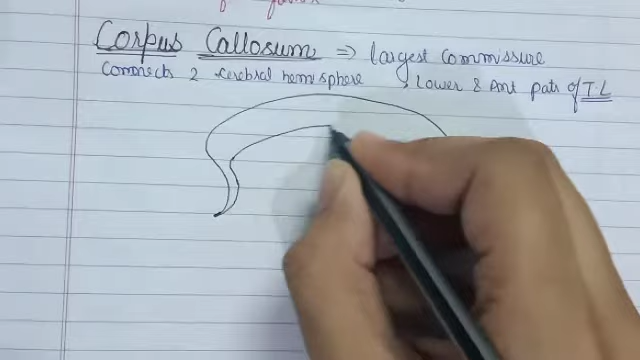 Corpus Callosum ⇒ largest commissure
Connects 2 cerebral hemisphere , Lower & Ant parts of T.L